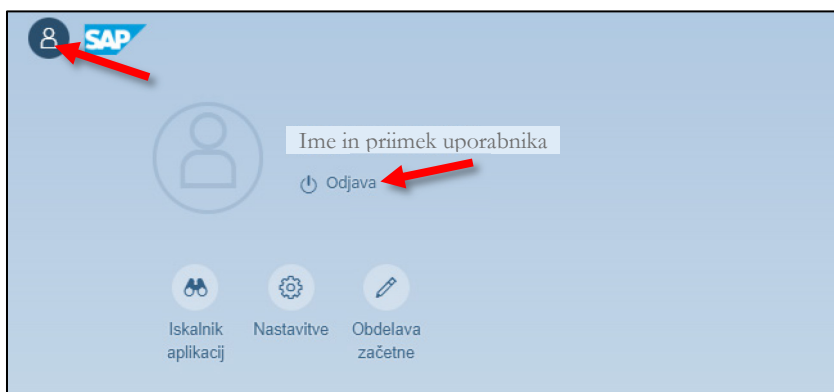 SAP
Ime in priimek uporabnika
Odjava
Iskalnik
aplikacij
Nastavitve
Obdelava
začetne